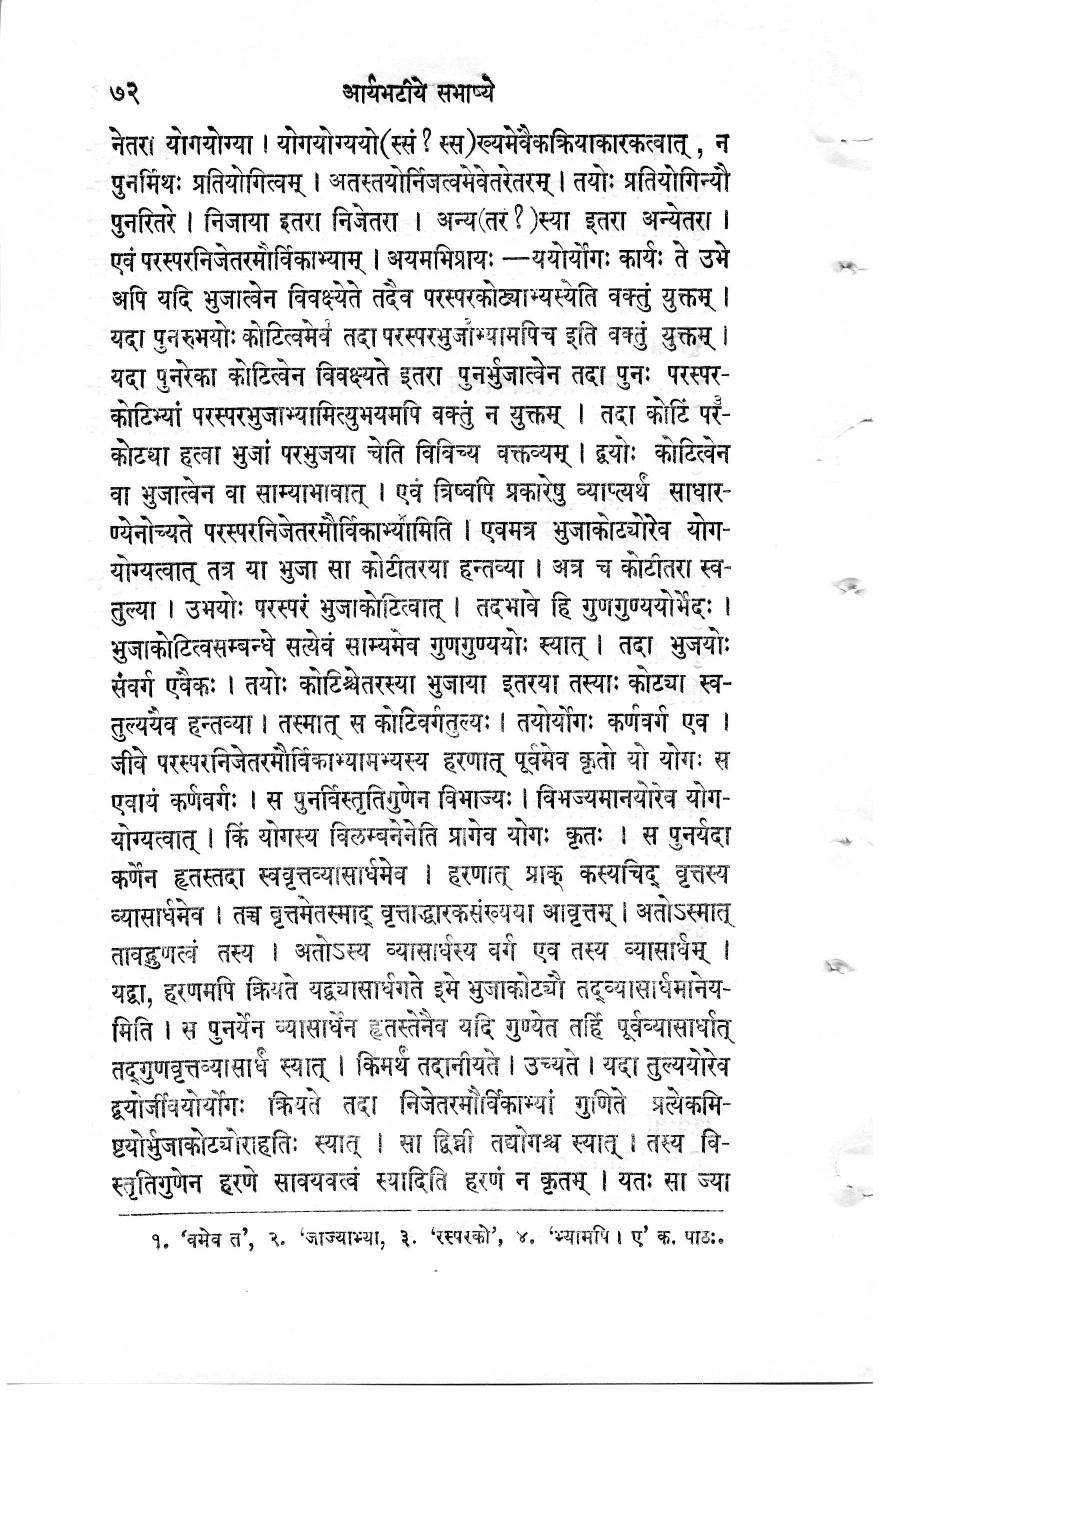 ७२ आर्यभटीये सभाष्ये
नेतरा योगयोग्या । योगयोग्ययो(स्सं? स्स)ख्यमेवैकक्रियाकारकत्वात् , न
पुनर्मिथः प्रतियोगित्वम् । अतस्तयोर्निजत्वमेवेतरेतरम् । तयोः प्रतियोगिन्यौ
पुनरितरे । निजाया इतरा निजेतरा । अन्य(तर?)स्या इतरा अन्येतरा ।
एवं परस्परनिजेतरमौर्विकाभ्याम् । अयमभिप्रायः —ययोर्योगः कार्यः ते उभे
अपि यदि भुजात्वेन विवक्ष्येते तदैव परस्परकोट्याभ्यस्येति वक्तुं युक्तम् ।
यदा पुनरुभयोः कोटित्वमेवं१ तदा परस्परभुजा२भ्यामपिच इति वक्तुं युक्तम् ।
यदा पुनरेका कोटित्वेन विवक्ष्यते इतरा पुनर्भुजात्वेन तदा पुनः परस्पर-
कोटिभ्यां परस्परभुजाभ्यामित्युभयमपि वक्तुं न युक्तम् । तदा कोटिं पर३-
कोट्या हत्वा भुजां परभुजया चेति विविच्य वक्तव्यम् । द्वयोः कोटित्वेन
वा भुजात्वेन वा साम्याभावात् । एवं त्रिष्वपि प्रकारेषु व्याप्त्यर्थं साधार-
ण्येनोच्यते परस्परनिजेतरमौर्विकाभ्या४मिति । एवमत्र भुजाकोट्योरेव योग-
योग्यत्वात् तत्र या भुजा सा कोटीतरया हन्तव्या । अत्र च कोटीतरा स्व-
तुल्या । उभयोः परस्परं भुजाकोटित्वात् । तदभावे हि गुणगुण्ययोर्भेदः ।
भुजाकोटित्वसम्बन्धे सत्येवं साम्यमेव गुणगुण्ययोः स्यात् । तदा भुजयोः
संवर्ग एवैकः । तयोः कोटिश्चेतरस्या भुजाया इतरया तस्याः कोट्या स्व-
तुल्ययैव हन्तव्या । तस्मात् स कोटिवर्गतुल्यः । तयोर्योगः कर्णवर्ग एव ।
जीवे परस्परनिजेतरमौर्विकाभ्यामभ्यस्य हरणात् पूर्वमेव कृतो यो योगः स
एवायं कर्णवर्गः । स पुनर्विस्तृतिगुणेन विभाज्यः । विभज्यमानयोरेव योग-
योग्यत्वात् । किं योगस्य विलम्बनेनेति प्रागेव योगः कृतः । स पुनर्यदा
कर्णेन हृतस्तदा स्ववृत्तव्यासार्धमेव । हरणात् प्राक् कस्यचिद् वृत्तस्य
व्यासार्धमेव । तच्च वृत्तमेतस्माद् वृत्ताद्धारकसंख्यया आवृत्तम् । अतोऽस्मात्
तावद्गुणत्वं तस्य । अतोऽस्य व्यासार्धस्य वर्ग एव तस्य व्यासार्धम् ।
यद्वा, हरणमपि क्रियते यद्व्यासार्धगते इमे भुजाकोट्यौ तद्व्यासार्धमानेय-
मिति । स पुनर्येन व्यासार्धेन हृतस्तेनैव यदि गुण्येत तर्हि पूर्वव्यासार्धात्
तद्गुणवृत्तव्यासार्धं स्यात् । किमर्थं तदानीयते । उच्यते । यदा तुल्ययोरेव
द्वयोर्जीवयोर्योगः क्रियते तदा निजेतरमौर्विकाभ्यां गुणिते प्रत्येकमि-
ष्टयोर्भुजाकोट्योराहतिः स्यात् । सा द्विघ्नी तद्योगश्च स्यात् । तस्य वि-
स्तृतिगुणेन हरणे सावयवत्वं स्यादिति हरणं न कृतम् । यतः सा ज्या
१. ‘वमेव त’, २. ‘जाज्याभ्या, ३. ‘रस्परको’, ४. ‘भ्यामपि । ए’ क. पाठः.